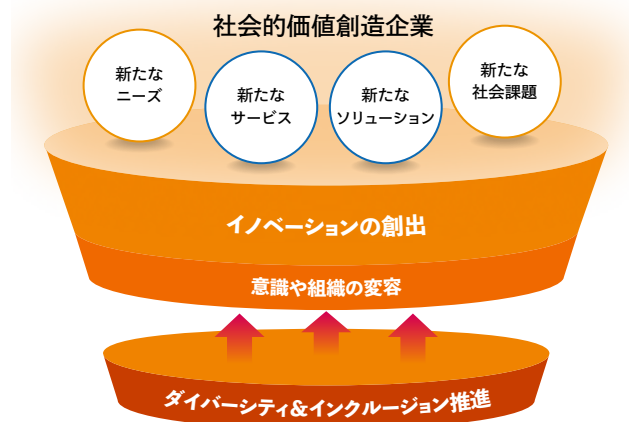 社会的価値創造企業
新たな
ニーズ
新たな
サービス
新たな
ソリューション
新たな
社会課題
イノベーションの創出
意識や組織の変容
ダイバーシティ&インクルージョン推進